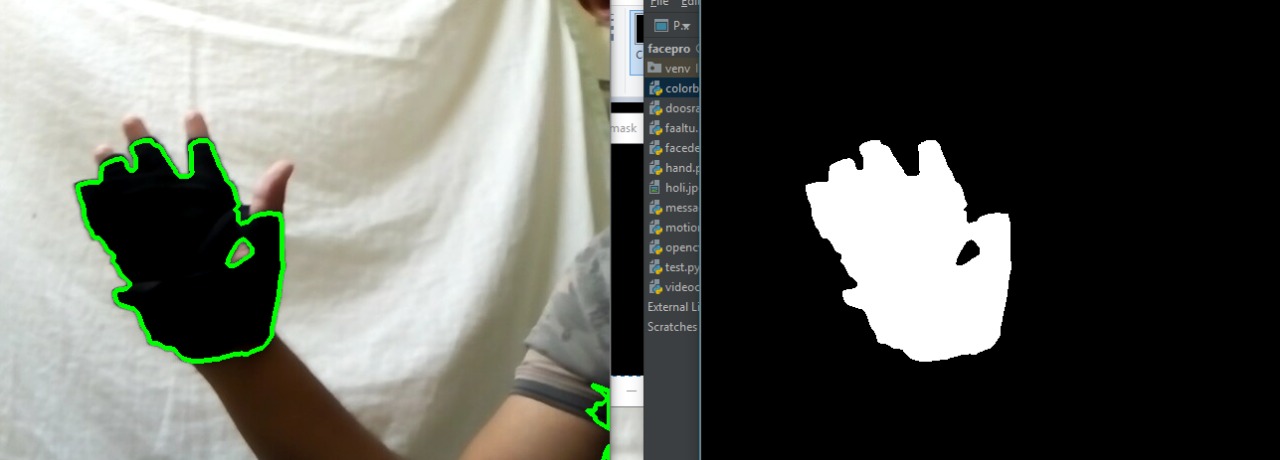 File Edi
P
facepro
venv
colorb
doosra
mask
faaltu.
facede
hand.p
holi.jp
messa
motion
openc
test.py
videoc
External Li
Scratches